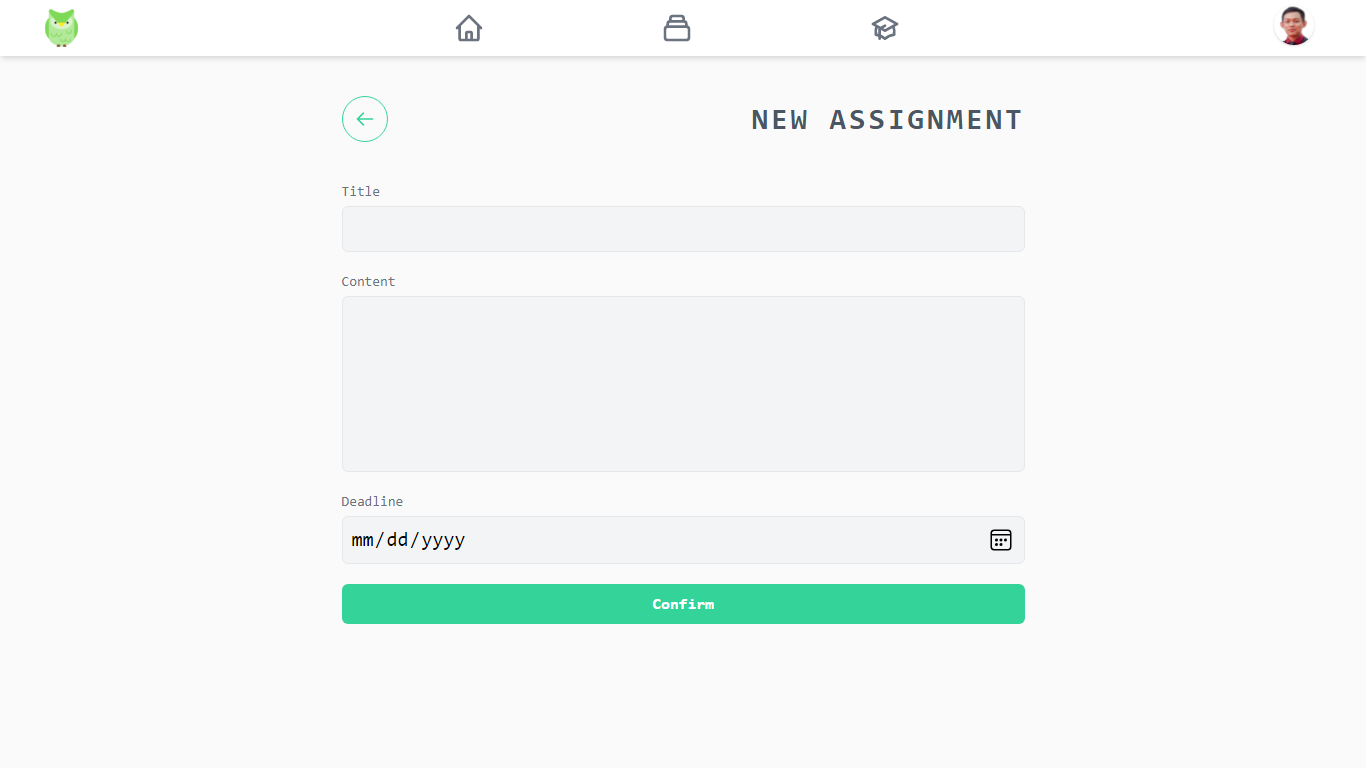 NEW ASSIGNMENT
Title
Content
Deadline
mm/dd/yyyy
Confirm